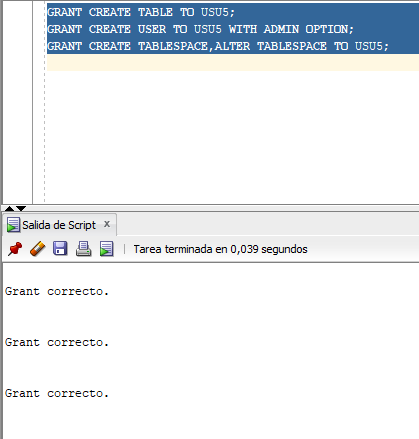 GRANT CREATE TABLE TO USU5;
GRANT CREATE USER TO USU5 WITH ADMIN OPTION;
GRANT CREATE TABLESPACE,ALTER TABLESPACE TO USU5;
Salida de Script x
Tarea terminada en 0,039 segundos
Grant correcto.
Grant correcto.
Grant correcto.